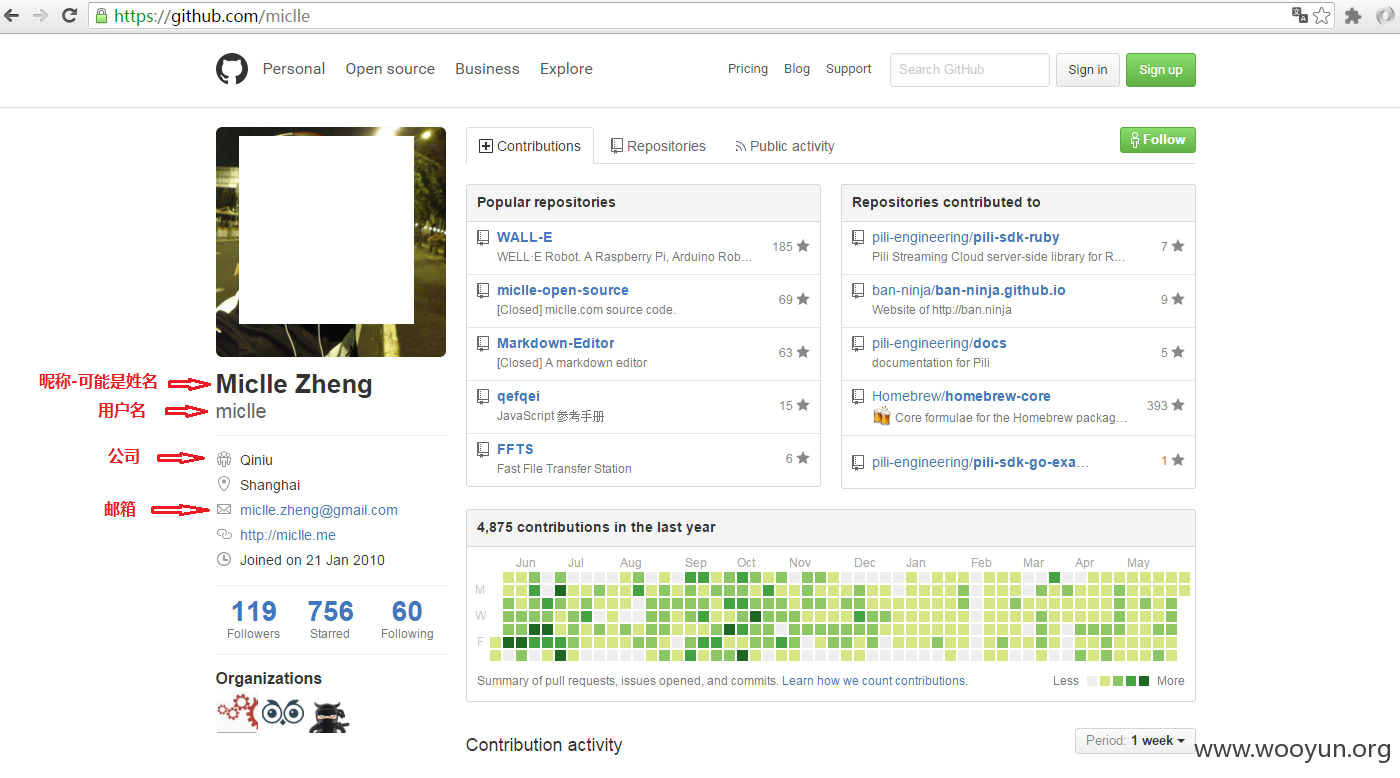 https://github.com/miclle
Personal Open source Business Explore Pricing Blog Support Search GitHub Sign in Sign up
Contributions Repositories Public activity Follow
昵称-可能是姓名
Miclle Zheng
用户名
miclle
公司
Qiniu
Shanghai
邮箱
miclle.zheng@gmail.com
http://miclle.me
Joined on 21 Jan 2010
119 756 60
Followers Starred Following
Organizations
Popular repositories
WALL-E
WELL·E Robot. A Raspberry Pi, Arduino Rob…
185
miclle-open-source
[Closed] miclle.com source code.
69
Markdown-Editor
[Closed] A markdown editor
63
qefqei
JavaScript 参考手册
15
FFTS
Fast File Transfer Station
6
Repositories contributed to
pili-engineering/pili-sdk-ruby
Pili Streaming Cloud server-side library for R…
7
ban-ninja/ban-ninja.github.io
Website of http://ban.ninja
9
pili-engineering/docs
documentation for Pili
5
Homebrew/homebrew-core
Core formulae for the Homebrew packag…
393
pili-engineering/pili-sdk-go-exa…
1
4,875 contributions in the last year
Jun Jul Aug Sep Oct Nov Dec Jan Feb Mar Apr May
M
W
F
Summary of pull requests, issues opened, and commits. Learn how we count contributions. Less More
Contribution activity
Period: 1 week
www.wooyun.org